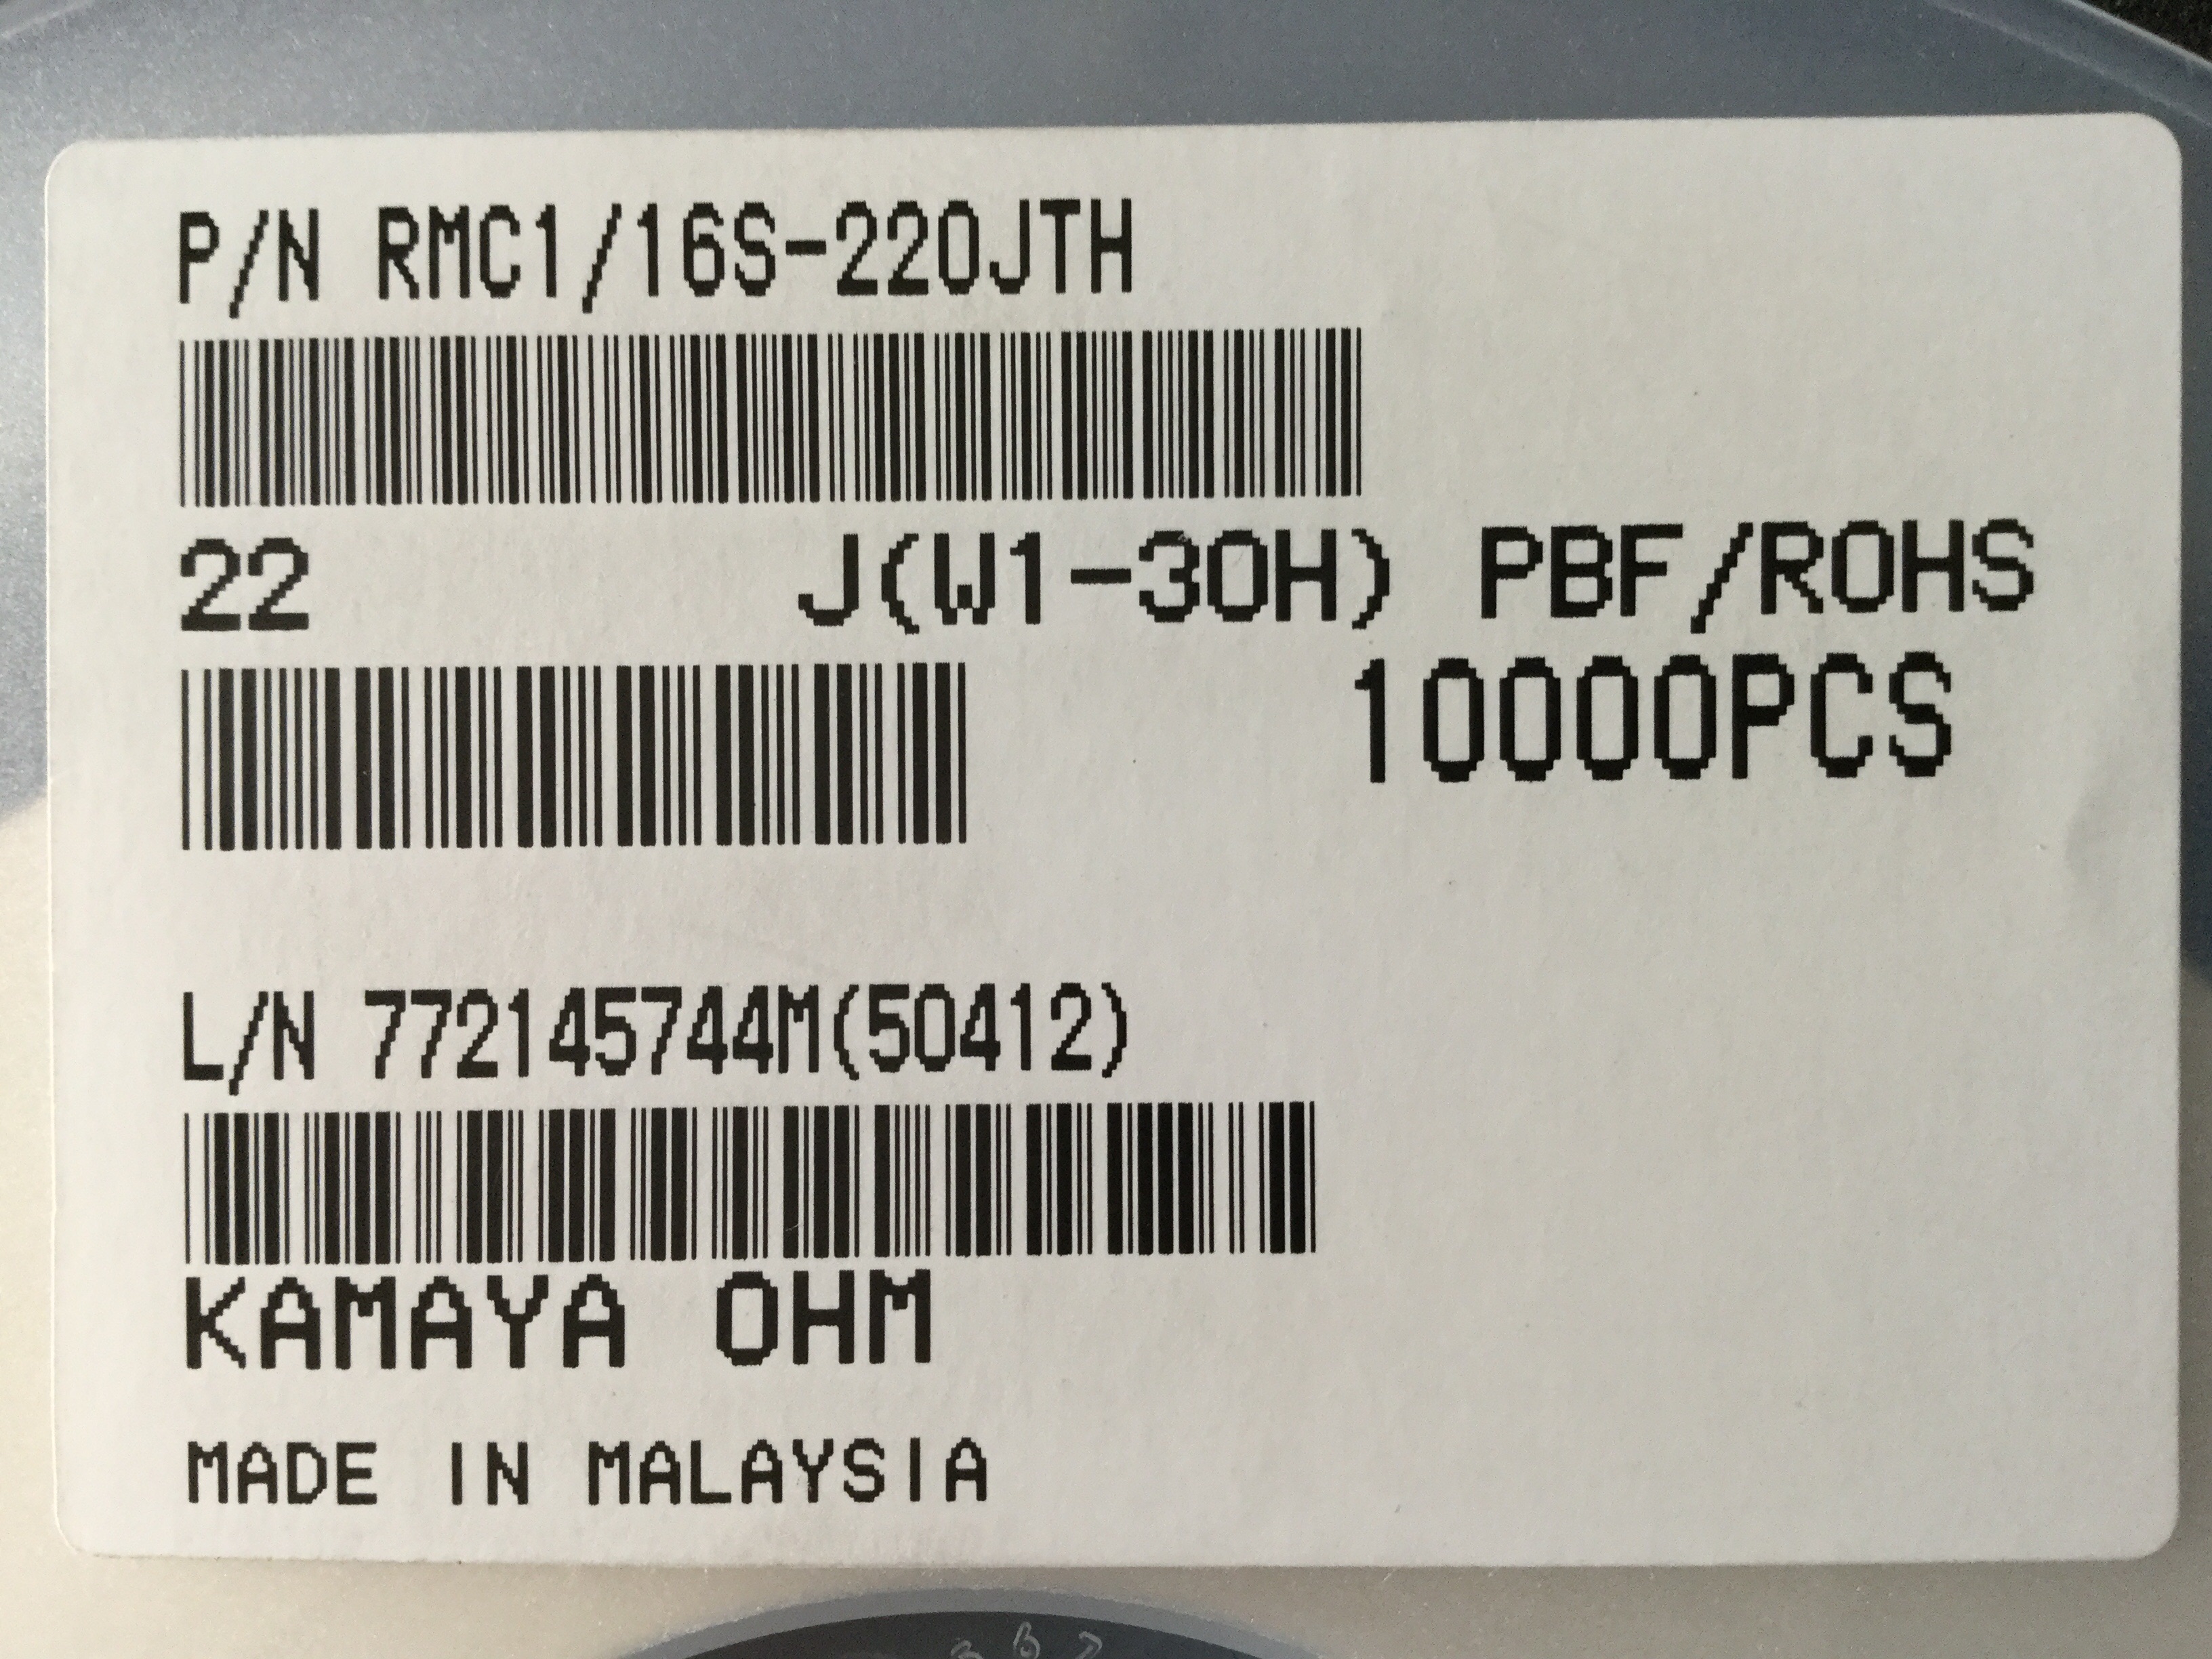 P/N RMC1/16S-220JTH
22 J(W1-30H) PBF/ROHS
10000PCS
L/N 772145744M(50412)
KAMAYA OHM
MADE IN MALAYSIA